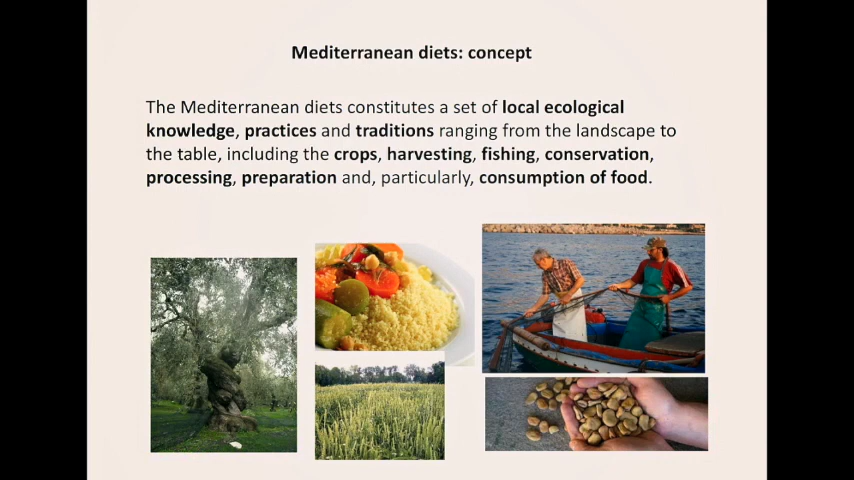 Mediterranean diets: concept
The Mediterranean diets constitutes a set of local ecological
knowledge, practices and traditions ranging from the landscape to
the table, including the crops, harvesting, fishing, conservation,
processing, preparation and, particularly, consumption of food.